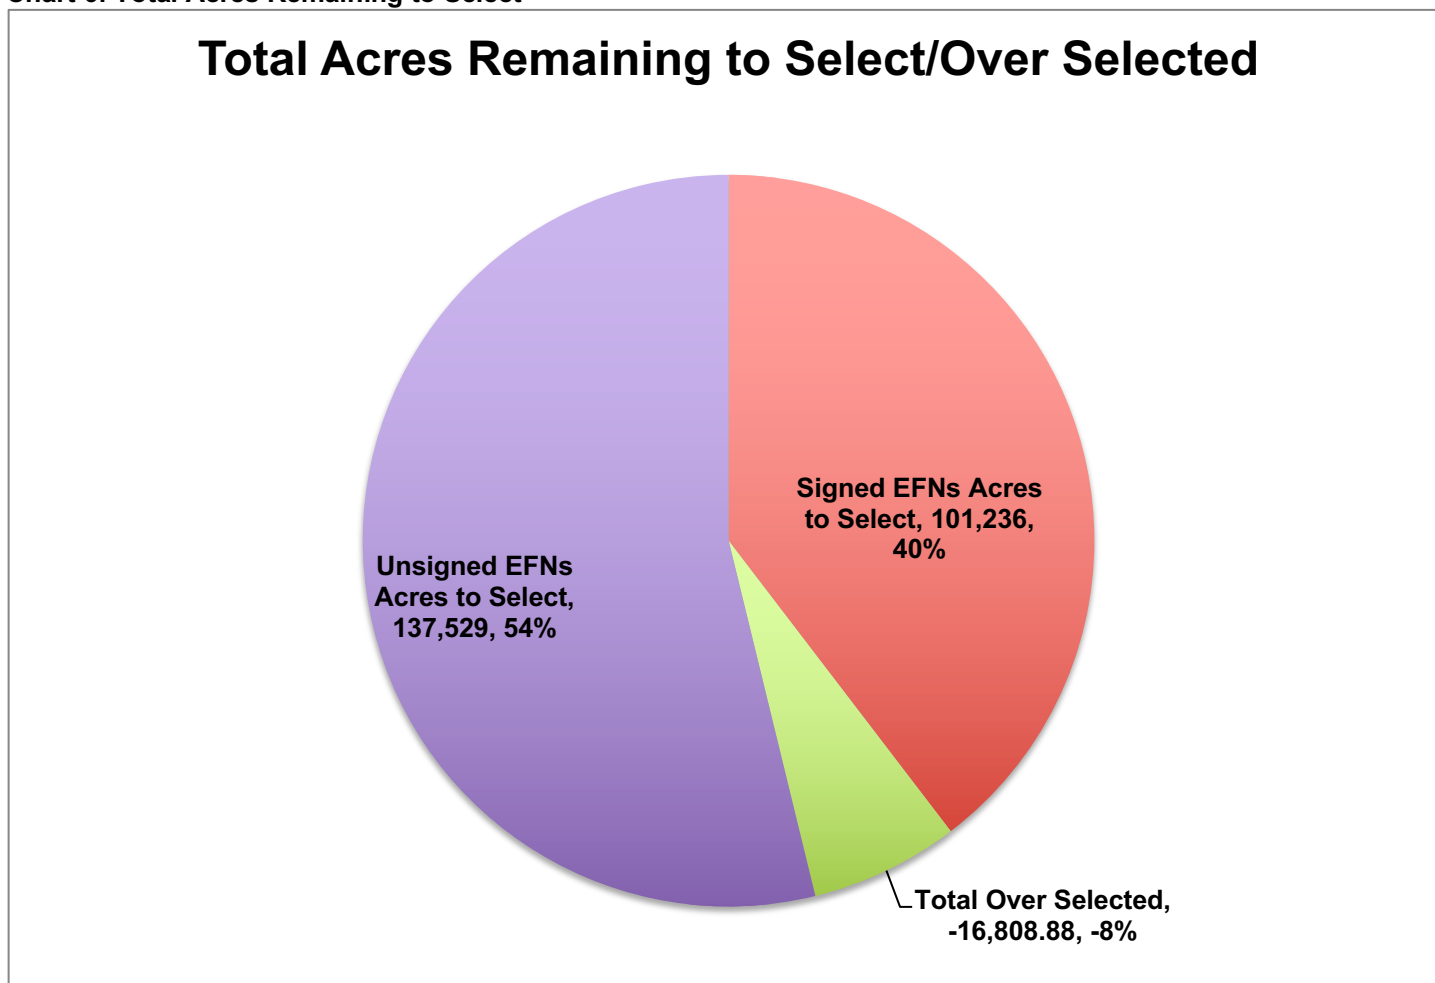 Total Acres Remaining to Select/Over Selected
Signed EFNs Acres
to Select, 101,236,
40%
Unsigned EFNs
Acres to Select,
137,529, 54%
Total Over Selected,
-16,808.88, -8%